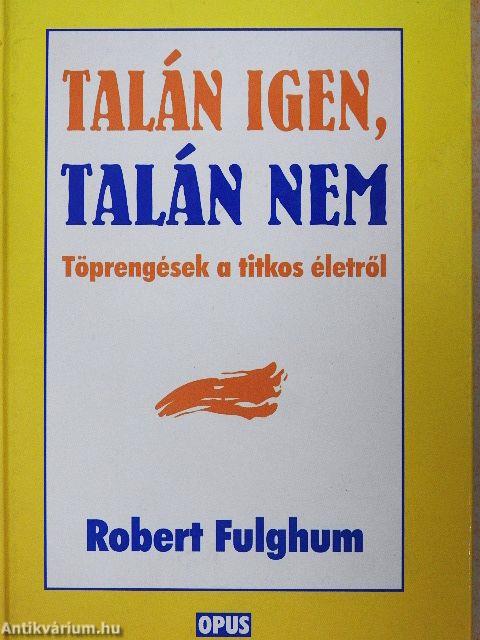 TALÁN IGEN,
TALÁN NEM
Töprengések a titkos életről
Robert Fulghum
OPUS
Antikvárium.hu